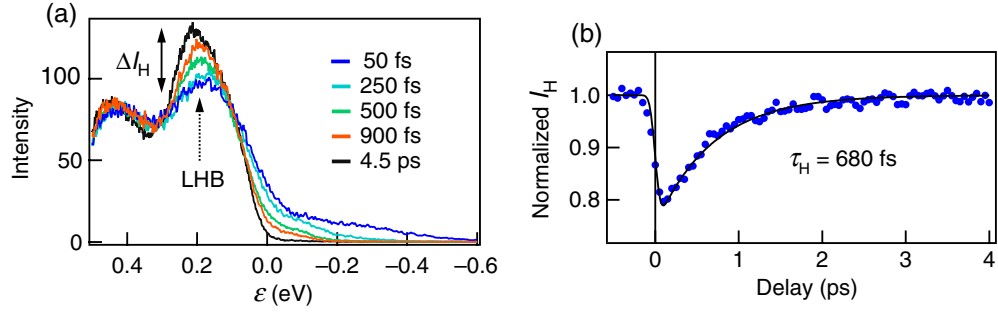 (a)
Intensity
100
50
0
ΔI_H
LHB
50 fs
250 fs
500 fs
900 fs
4.5 ps
0.4
0.2
0.0
−0.2
−0.4
−0.6
ε (eV)
(b)
Normalized I_H
1.0
0.9
0.8
τ_H = 680 fs
0
1
2
3
4
Delay (ps)